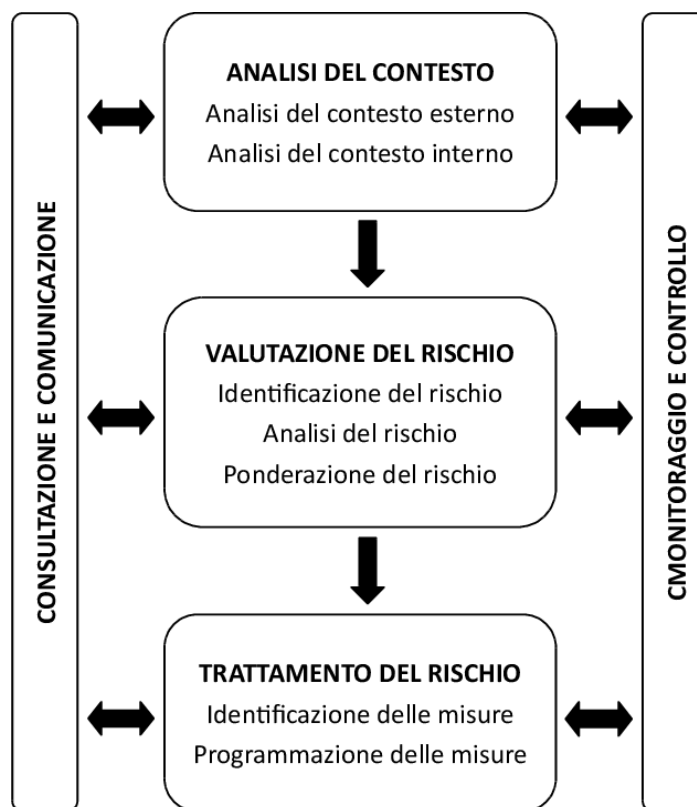 CONSULTAZIONE E COMUNICAZIONE
ANALISI DEL CONTESTO
Analisi del contesto esterno
Analisi del contesto interno
VALUTAZIONE DEL RISCHIO
Identificazione del rischio
Analisi del rischio
Ponderazione del rischio
TRATTAMENTO DEL RISCHIO
Identificazione delle misure
Programmazione delle misure
CMONITORAGGIO E CONTROLLO